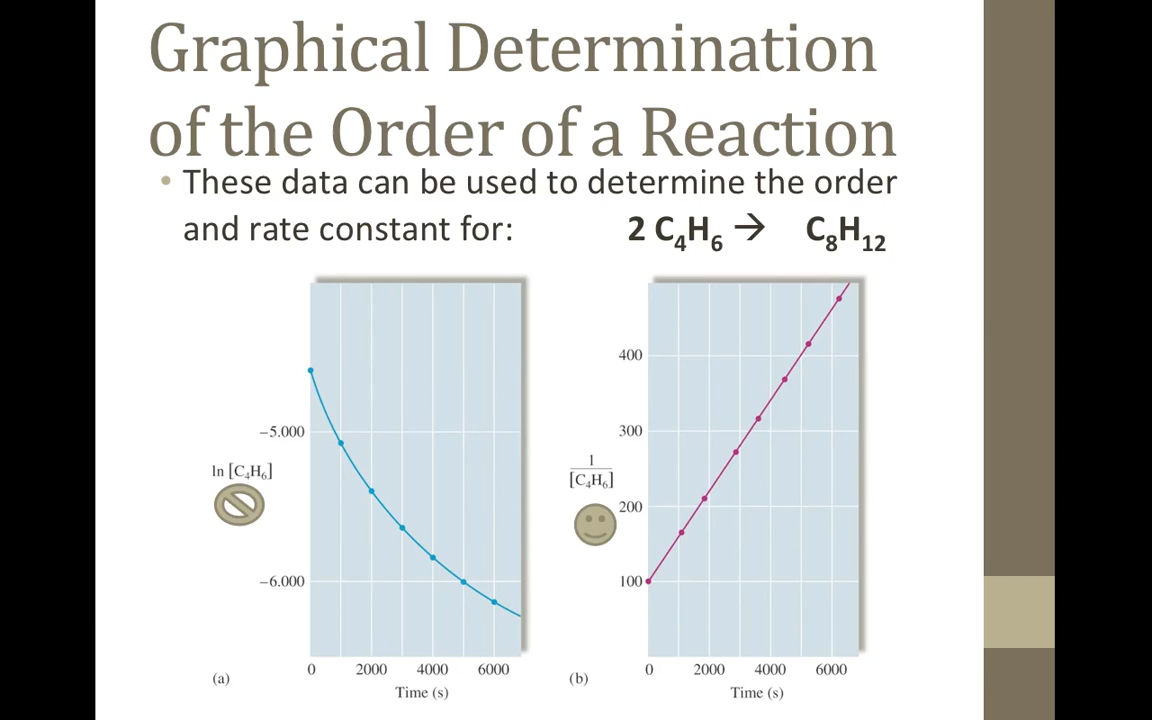 Graphical Determination
of the Order of a Reaction
• These data can be used to determine the order
and rate constant for: 2 C₄H₆ → C₈H₁₂
−5.000
ln [C₄H₆]
−6.000
0 2000 4000 6000
(a)
Time (s)
400
300
1
[C₄H₆]
200
100
0 2000 4000 6000
(b)
Time (s)